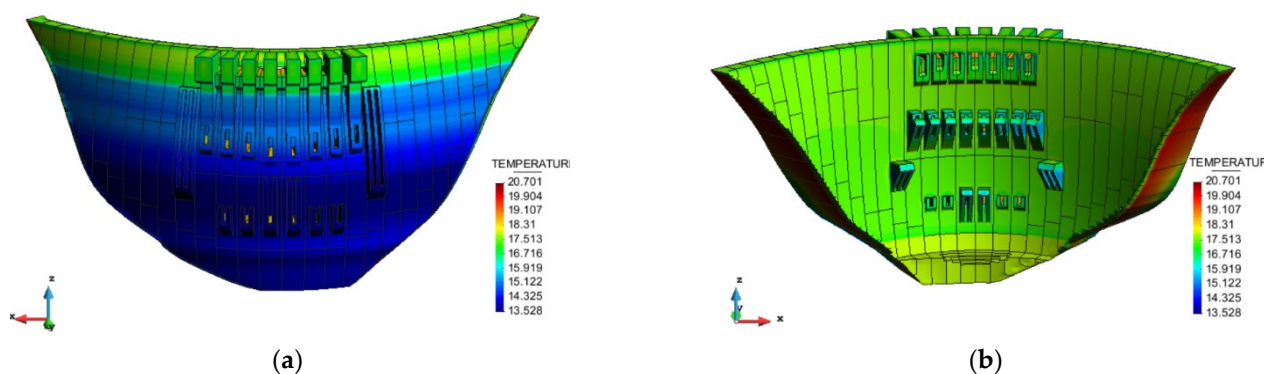 TEMPERATUR
20.701
19.904
19.107
18.31
17.513
16.716
15.919
15.122
14.325
13.528
z
x
y
(a)
TEMPERATUR
20.701
19.904
19.107
18.31
17.513
16.716
15.919
15.122
14.325
13.528
z
y
x
(b)